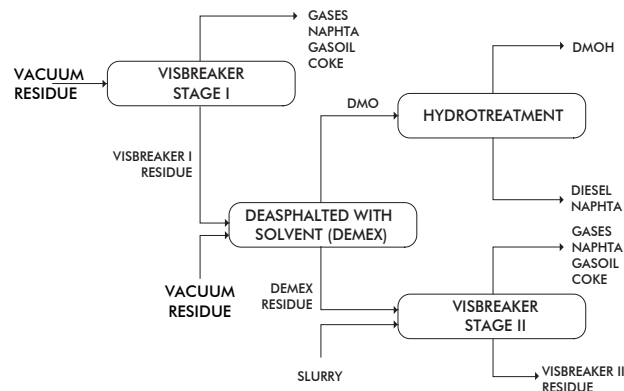 GASES
NAPHTA
GASOIL
COKE
VACUUM
RESIDUE
VISBREAKER
STAGE I
DMOH
DMO
HYDROTREATMENT
VISBREAKER I
RESIDUE
DIESEL
NAPHTA
DEASPHALTED WITH
SOLVENT (DEMEX)
VACUUM
RESIDUE
DEMEX
RESIDUE
GASES
NAPHTA
GASOIL
COKE
VISBREAKER
STAGE II
SLURRY
VISBREAKER II
RESIDUE